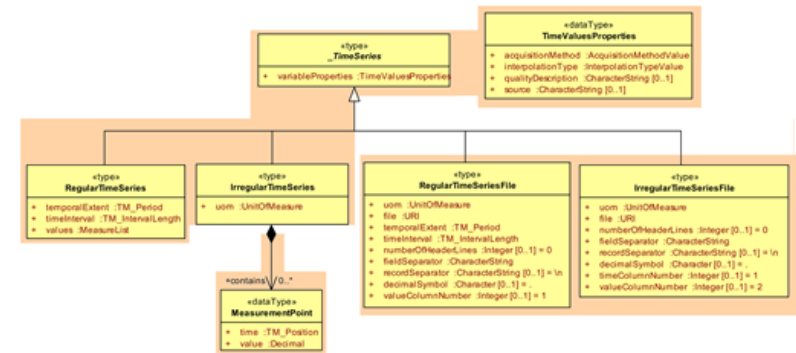 «type»
_TimeSeries
+ variableProperties :TimeValuesProperties
«dataType»
TimeValuesProperties
+ acquisitionMethod :AcquisitionMethodValue
+ interpolationType :InterpolationTypeValue
+ qualityDescription :CharacterString [0..1]
+ source :CharacterString [0..1]
«type»
RegularTimeSeries
+ temporalExtent :TM_Period
+ timeInterval :TM_IntervalLength
+ values :MeasureList
«type»
IrregularTimeSeries
+ uom :UnitOfMeasure
«type»
RegularTimeSeriesFile
+ uom :UnitOfMeasure
+ file :URI
+ temporalExtent :TM_Period
+ timeInterval :TM_IntervalLength
+ numberOfHeaderLines :Integer [0..1] = 0
+ fieldSeparator :CharacterString
+ recordSeparator :CharacterString [0..1] = \n
+ decimalSymbol :Character [0..1] = .
+ valueColumnNumber :Integer [0..1] = 1
«type»
IrregularTimeSeriesFile
+ uom :UnitOfMeasure
+ file :URI
+ numberOfHeaderLines :Integer [0..1] = 0
+ fieldSeparator :CharacterString
+ recordSeparator :CharacterString [0..1] = \n
+ decimalSymbol :Character [0..1] = .
+ timeColumnNumber :Integer [0..1] = 1
+ valueColumnNumber :Integer [0..1] = 2
+contains 0..*
«dataType»
MeasurementPoint
+ time :TM_Position
+ value :Decimal